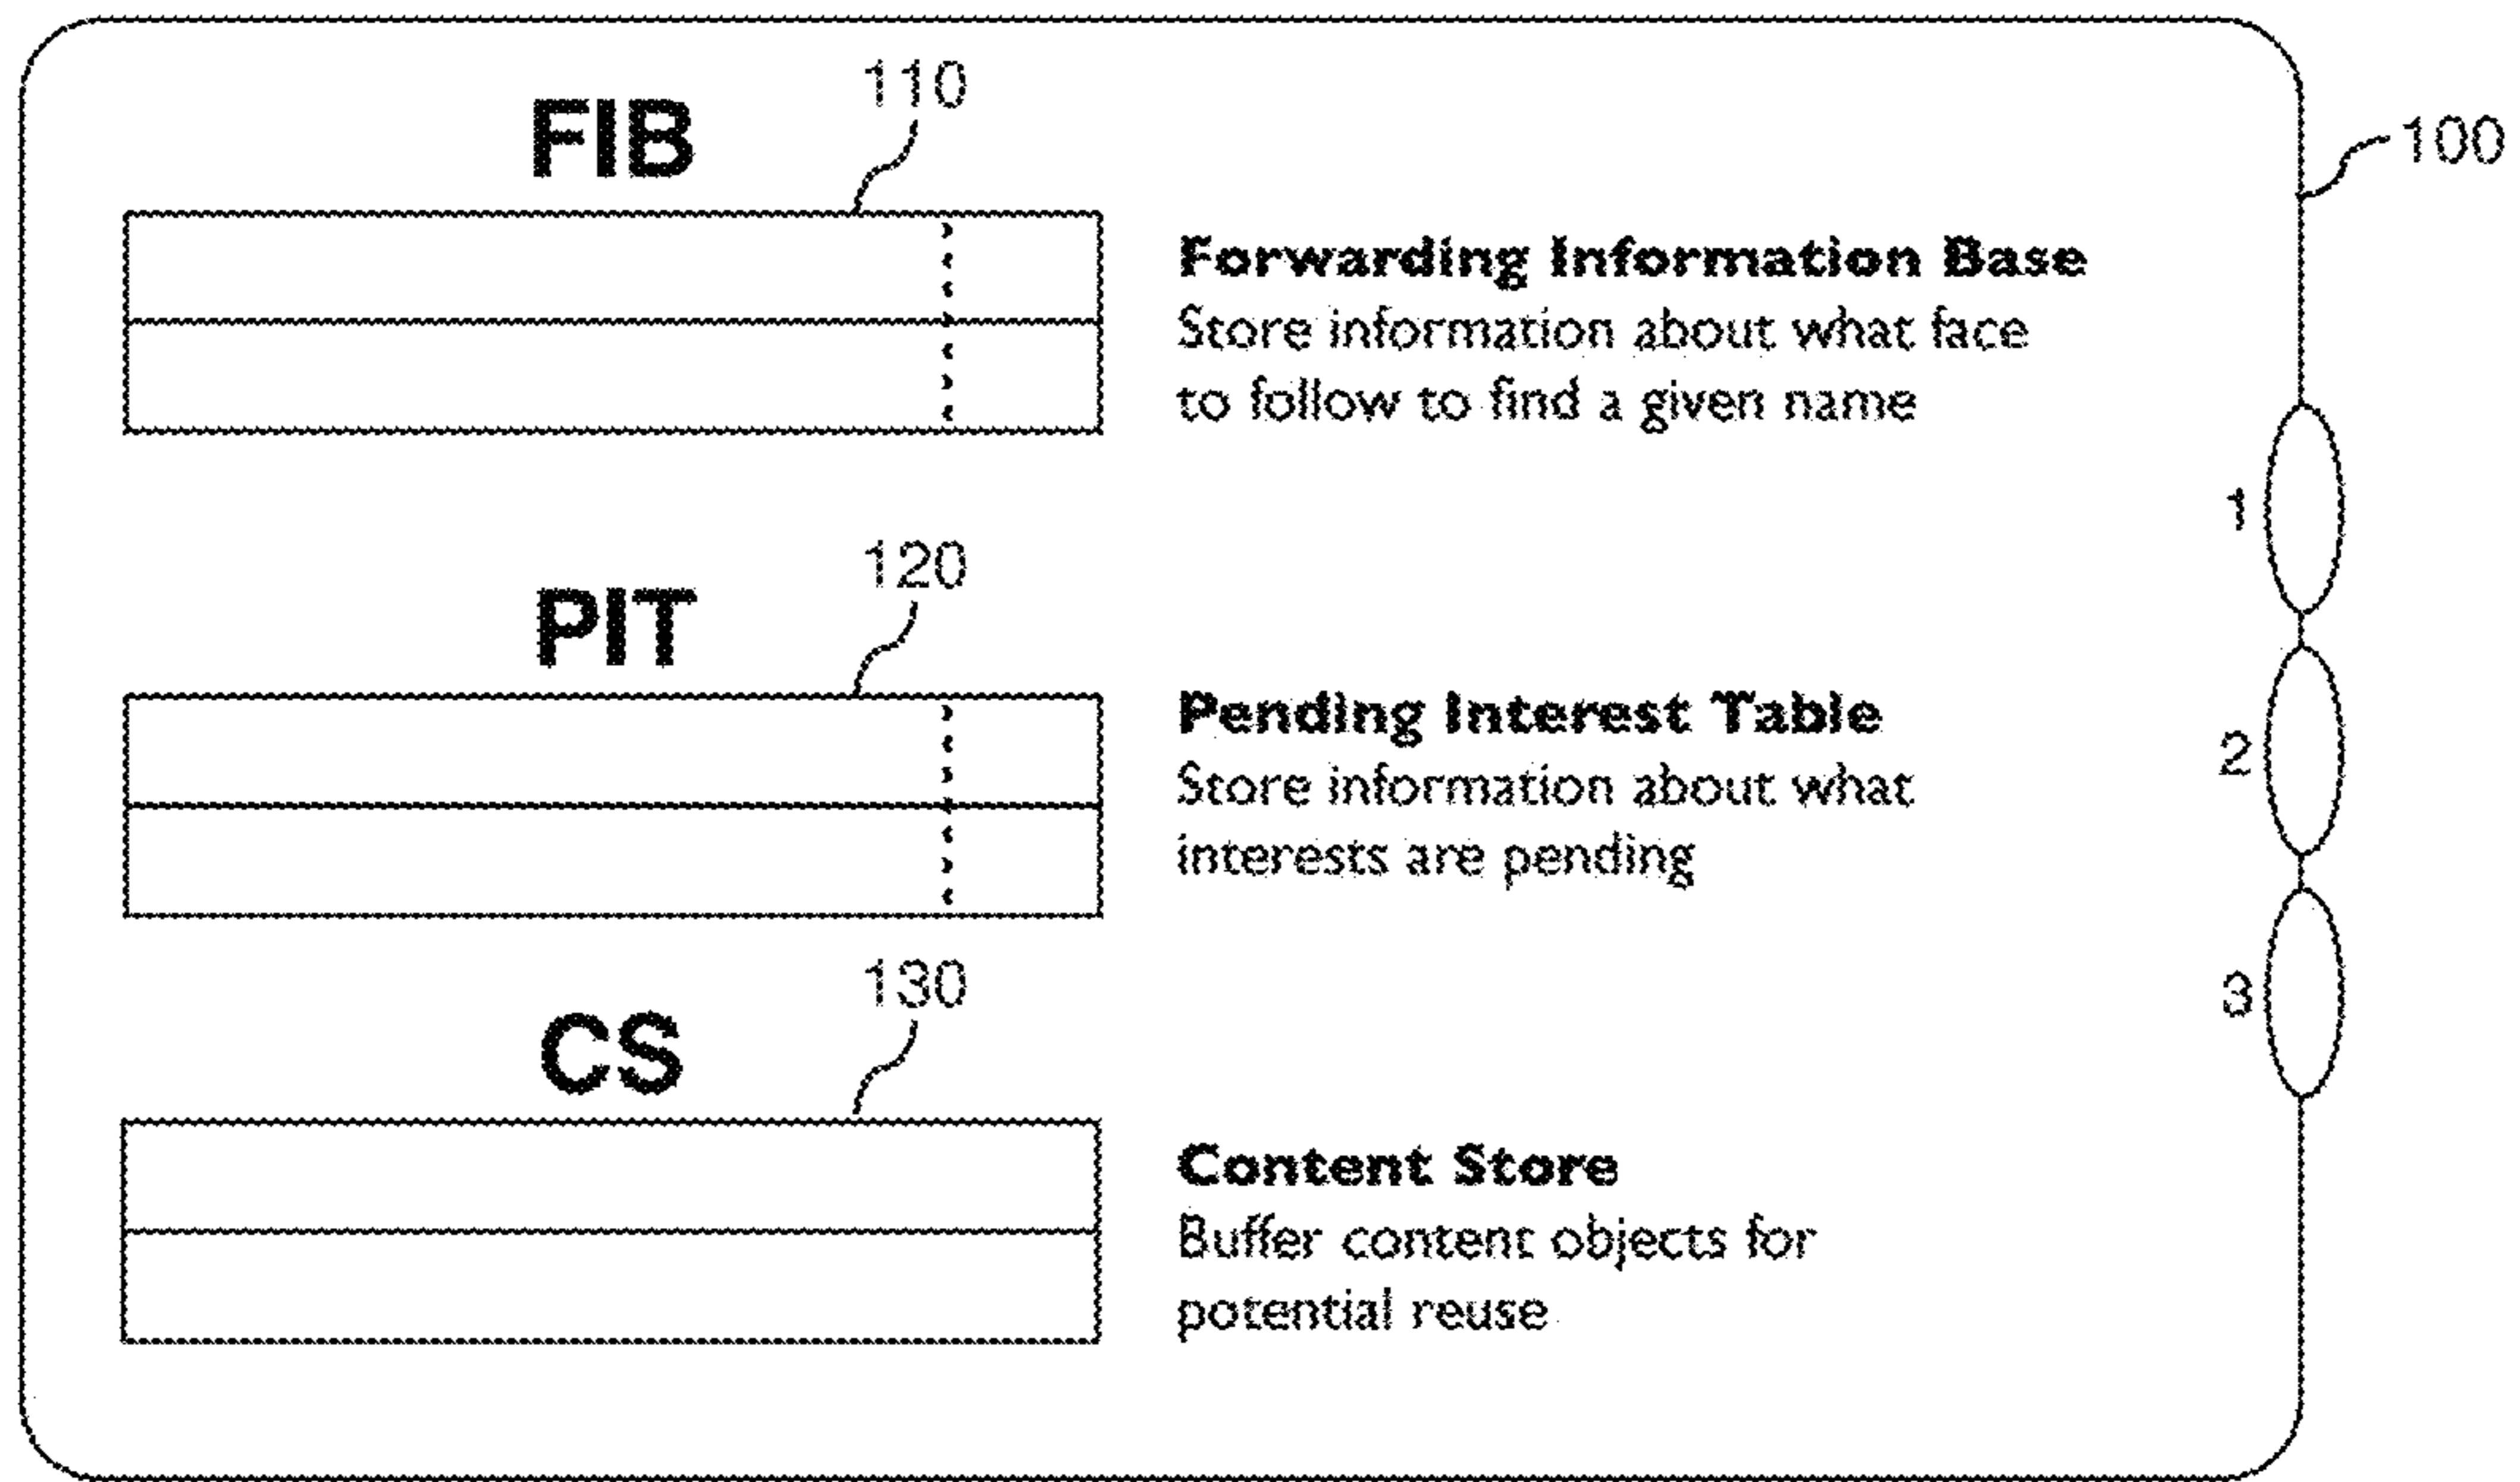 110
FIB
100
Forwarding Information Base
Store information about what face
to follow to find a given name
1
120
PIT
Pending Interest Table
Store information about what
interests are pending
2
130
CS
3
Content Store
Buffer content objects for
potential reuse